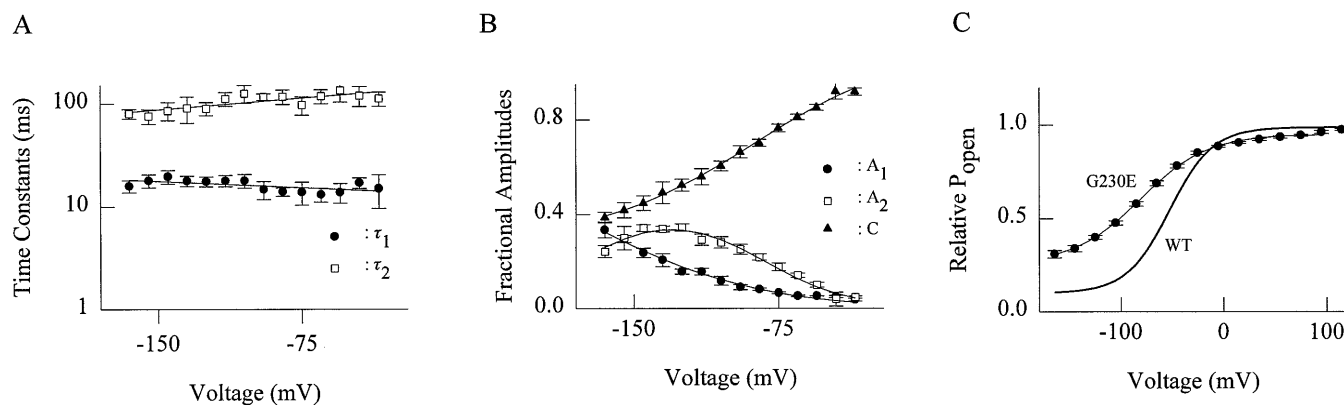 A
Time Constants (ms)
100
10
1
: τ1
: τ2
-150
-75
Voltage (mV)
B
Fractional Amplitudes
0.8
0.4
0.0
: A1
: A2
: C
-150
-75
Voltage (mV)
C
Relative Popen
1.0
0.5
0.0
G230E
WT
-100
0
100
Voltage (mV)